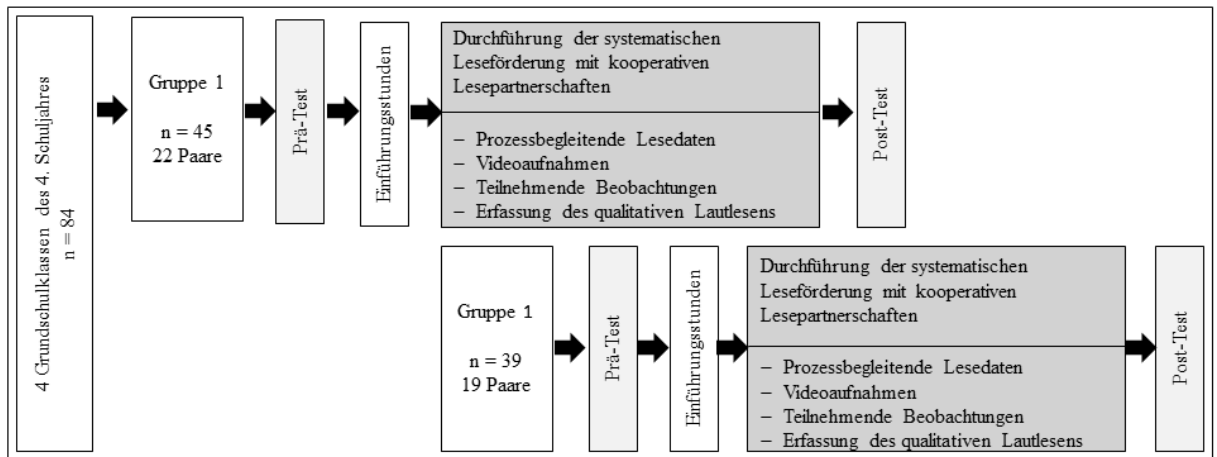 4 Grundschulklassen des 4. Schuljahres
n = 84
Gruppe 1
n = 45
22 Paare
Prä-Test
Einführungsstunden
Durchführung der systematischen
Leseförderung mit kooperativen
Lesepartnerschaften
– Prozessbegleitende Lesedaten
– Videoaufnahmen
– Teilnehmende Beobachtungen
– Erfassung des qualitativen Lautlesens
Post-Test
Gruppe 1
n = 39
19 Paare
Prä-Test
Einführungsstunden
Durchführung der systematischen
Leseförderung mit kooperativen
Lesepartnerschaften
– Prozessbegleitende Lesedaten
– Videoaufnahmen
– Teilnehmende Beobachtungen
– Erfassung des qualitativen Lautlesens
Post-Test